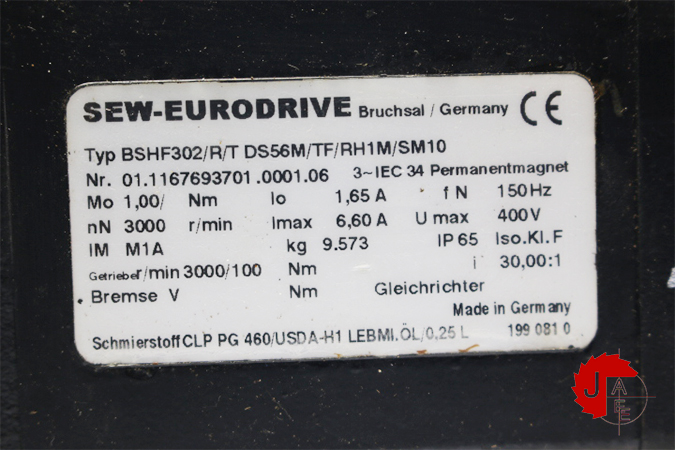 SEW-EURODRIVE Bruchsal / Germany CE
Typ BSHF302/R/T DS56M/TF/RH1M/SM10
Nr. 01.1167693701.0001.06 3~IEC 34 Permanentmagnet
Mo 1,00/ Nm Io 1,65 A f N 150 Hz
nN 3000 r/min Imax 6,60 A U max 400 V
IM M1A kg 9.573 IP 65 Iso.Kl. F
Getriebe r/min 3000/100 Nm i 30,00:1
Bremse V Nm Gleichrichter
Made in Germany
Schmierstoff CLP PG 460/USDA-H1 LEBMI.ÖL/0,25 L 199 081 0
J A